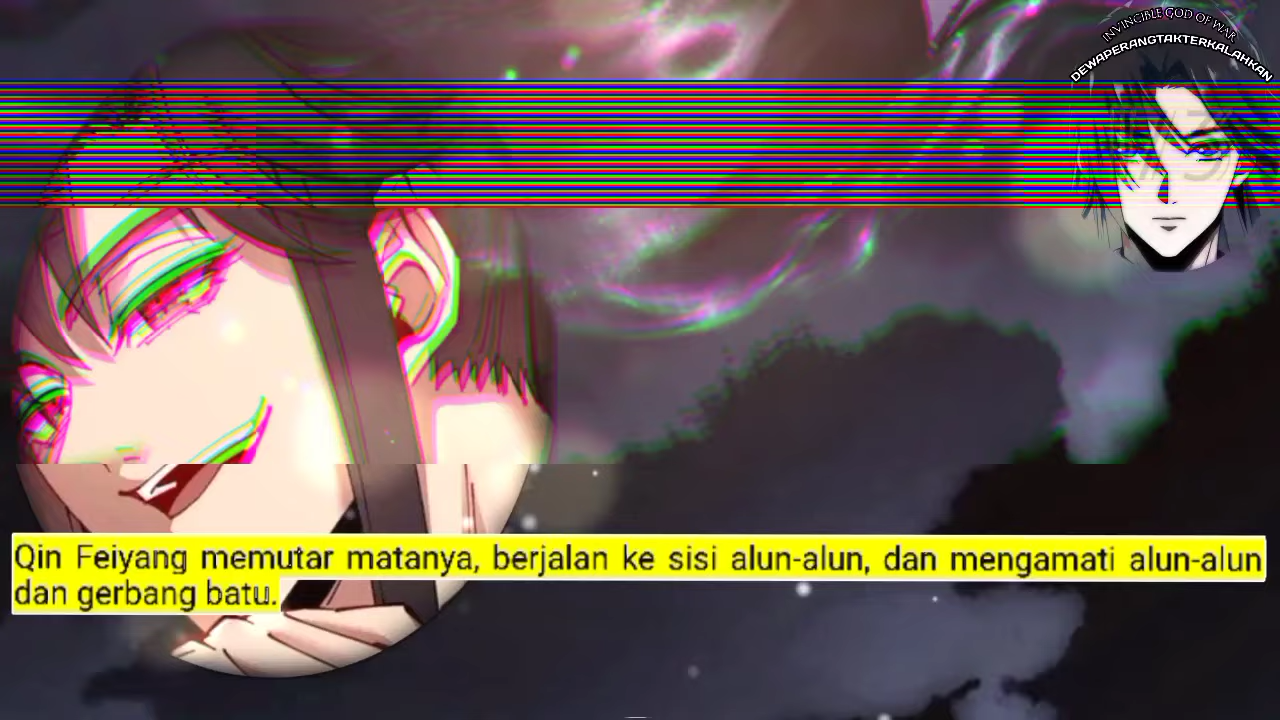 INVINCIBLE GOD OF WAR
DEWAPERANGTAKTERKALAHKAN
Qin Feiyang memutar matanya, berjalan ke sisi alun-alun, dan mengamati alun-alun
dan gerbang batu.